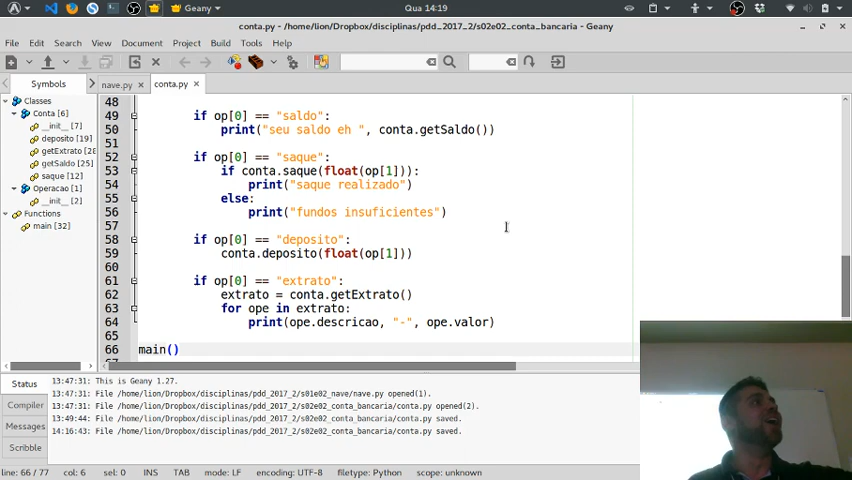 Geany
Qua 14:19
conta.py - /home/lion/Dropbox/disciplinas/pdd_2017_2/s02e02_conta_bancaria - Geany
File Edit Search View Document Project Build Tools Help
Symbols
nave.py
conta.py
Classes
Conta [6]
__init__ [7]
deposito [19]
getExtrato [28
getSaldo [25]
saque [12]
Operacao [1]
__init__ [2]
Functions
main [32]
48
49 if op[0] == "saldo":
50 print("seu saldo eh ", conta.getSaldo())
51
52 if op[0] == "saque":
53 if conta.saque(float(op[1])):
54 print("saque realizado")
55 else:
56 print("fundos insuficientes")
57
58 if op[0] == "deposito":
59 conta.deposito(float(op[1]))
60
61 if op[0] == "extrato":
62 extrato = conta.getExtrato()
63 for ope in extrato:
64 print(ope.descricao, "-", ope.valor)
65
66 main()
Status
Compiler
Messages
Scribble
13:47:31: This is Geany 1.27.
13:47:31: File /home/lion/Dropbox/disciplinas/pdd_2017_2/s01e02_nave/nave.py opened(1).
13:47:31: File /home/lion/Dropbox/disciplinas/pdd_2017_2/s02e02_conta_bancaria/conta.py opened(2).
13:49:44: File /home/lion/Dropbox/disciplinas/pdd_2017_2/s02e02_conta_bancaria/conta.py saved.
14:16:43: File /home/lion/Dropbox/disciplinas/pdd_2017_2/s02e02_conta_bancaria/conta.py saved.
line: 66 / 77 col: 6 sel: 0 INS TAB mode: LF encoding: UTF-8 filetype: Python scope: unknown